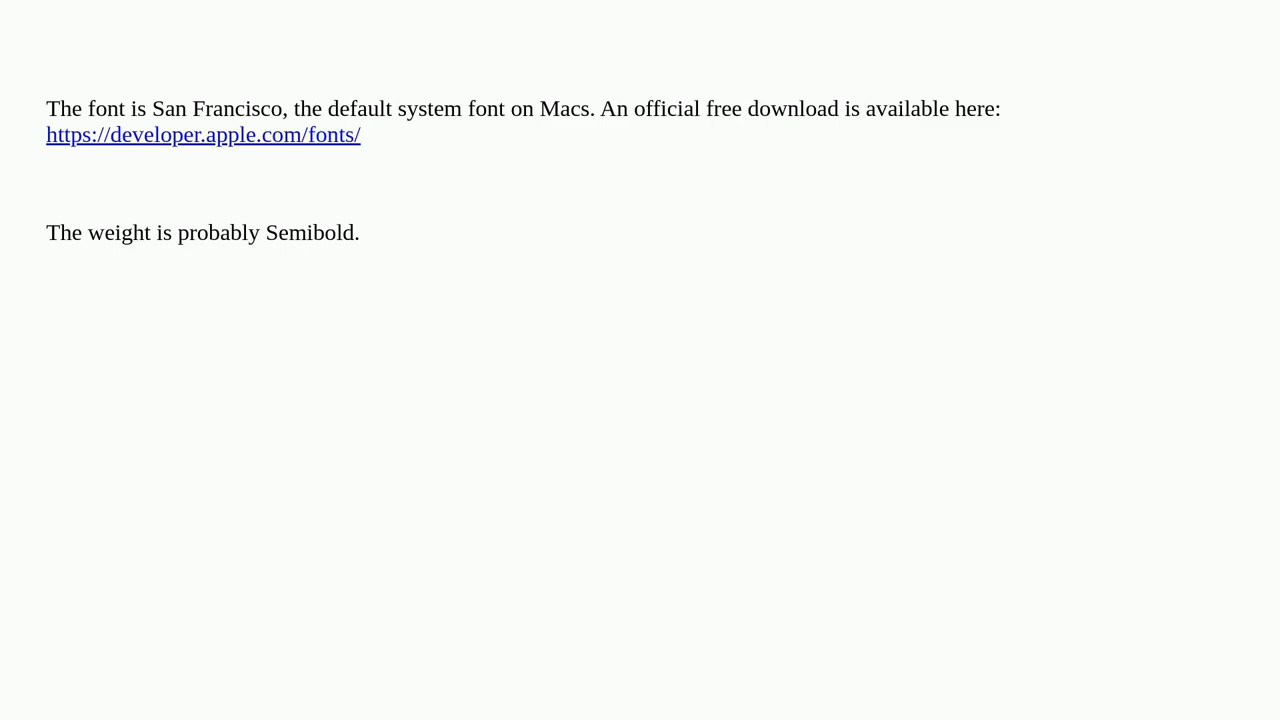 The font is San Francisco, the default system font on Macs. An official free download is available here:
https://developer.apple.com/fonts/
The weight is probably Semibold.